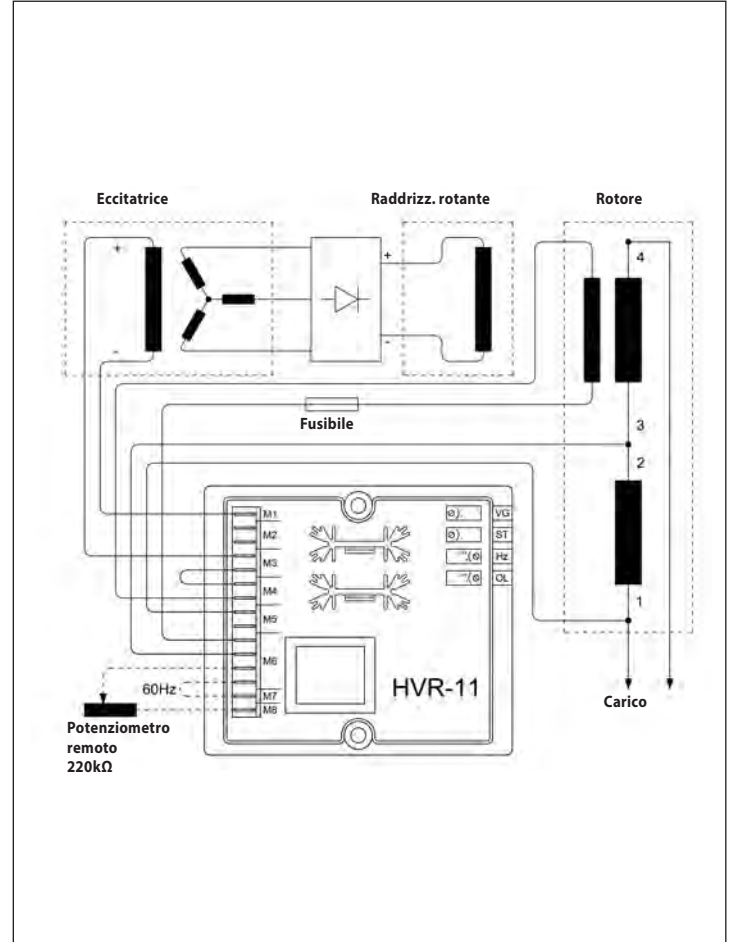 Eccitatrice
Raddrizz. rotante
Rotore
+
-
+
-
4
3
2
1
Fusibile
M1
M2
M3
M4
M5
M6
M7
M8
VG
ST
Hz
OL
HVR-11
60Hz
Carico
Potenziometro
remoto
220kΩ